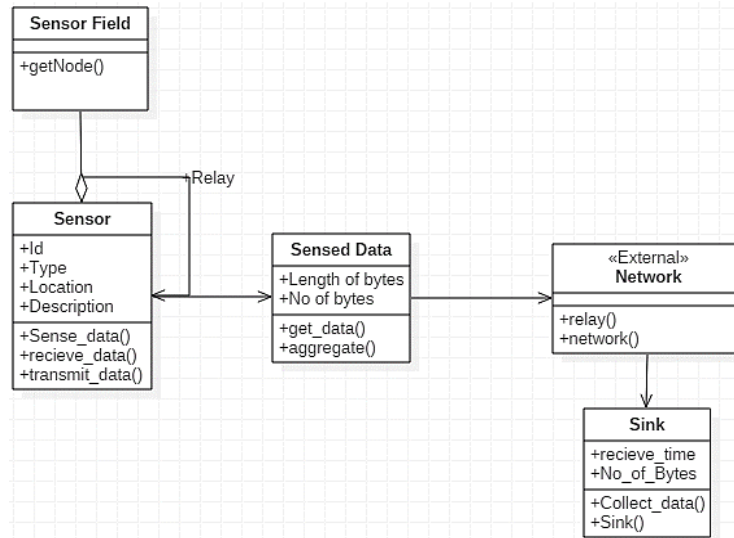 Sensor Field
+getNode()
+Relay
Sensor
+Id
+Type
+Location
+Description
+Sense_data()
+recieve_data()
+transmit_data()
Sensed Data
+Length of bytes
+No of bytes
+get_data()
+aggregate()
«External»
Network
+relay()
+network()
Sink
+recieve_time
+No_of_Bytes
+Collect_data()
+Sink()